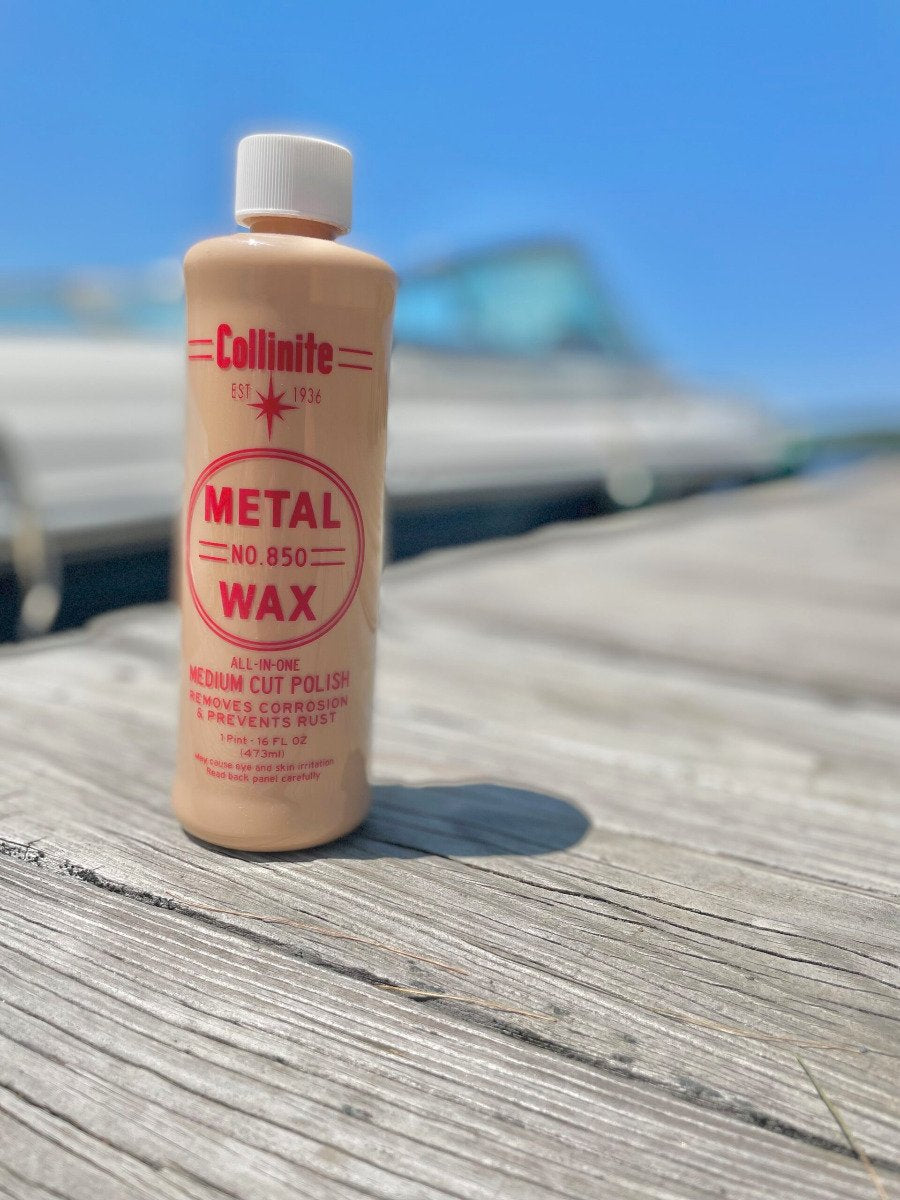 Collinite
EST 1936
METAL
NO.850
WAX
ALL-IN-ONE
MEDIUM CUT POLISH
REMOVES CORROSION
& PREVENTS RUST
1 Pint - 16 FL OZ
(473ml)
May cause eye and skin irritation
Read back panel carefully